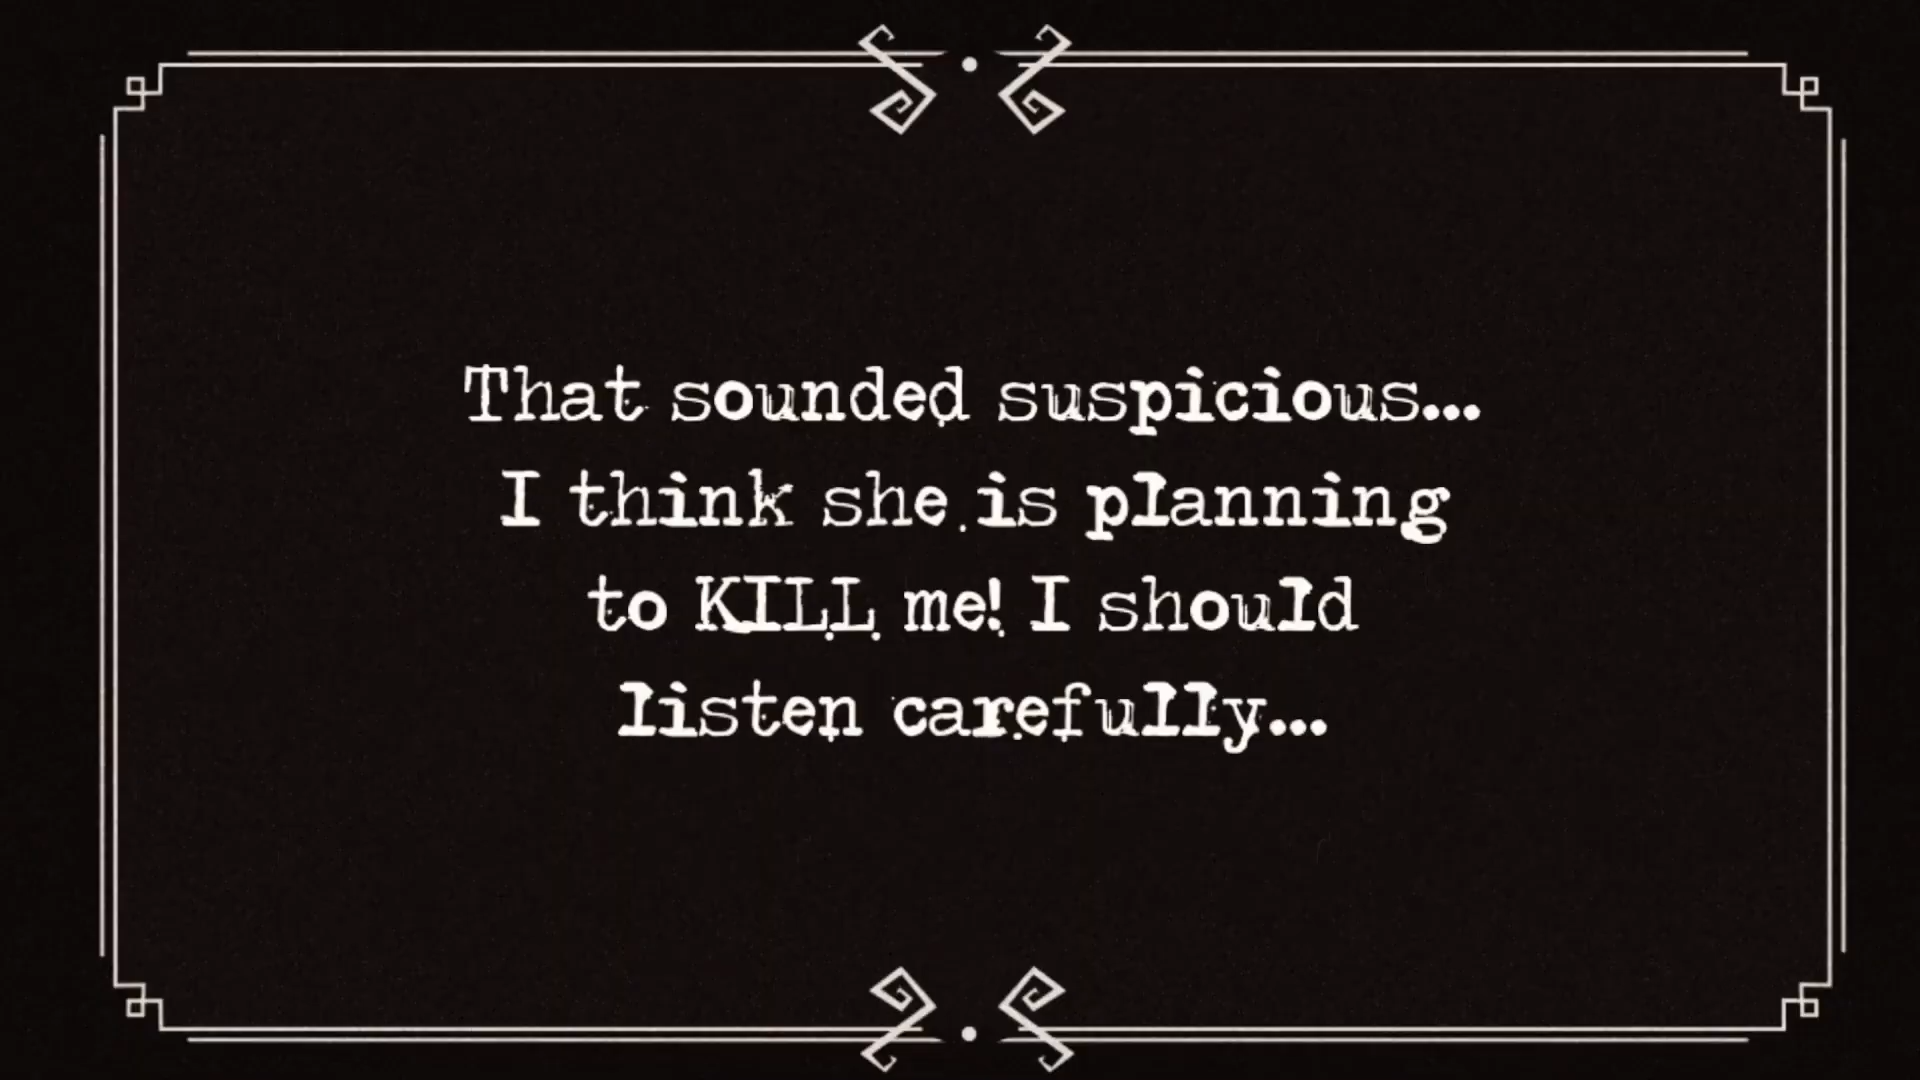 That sounded suspicious...
I think she is planning
to KILL me! I should
listen carefully...